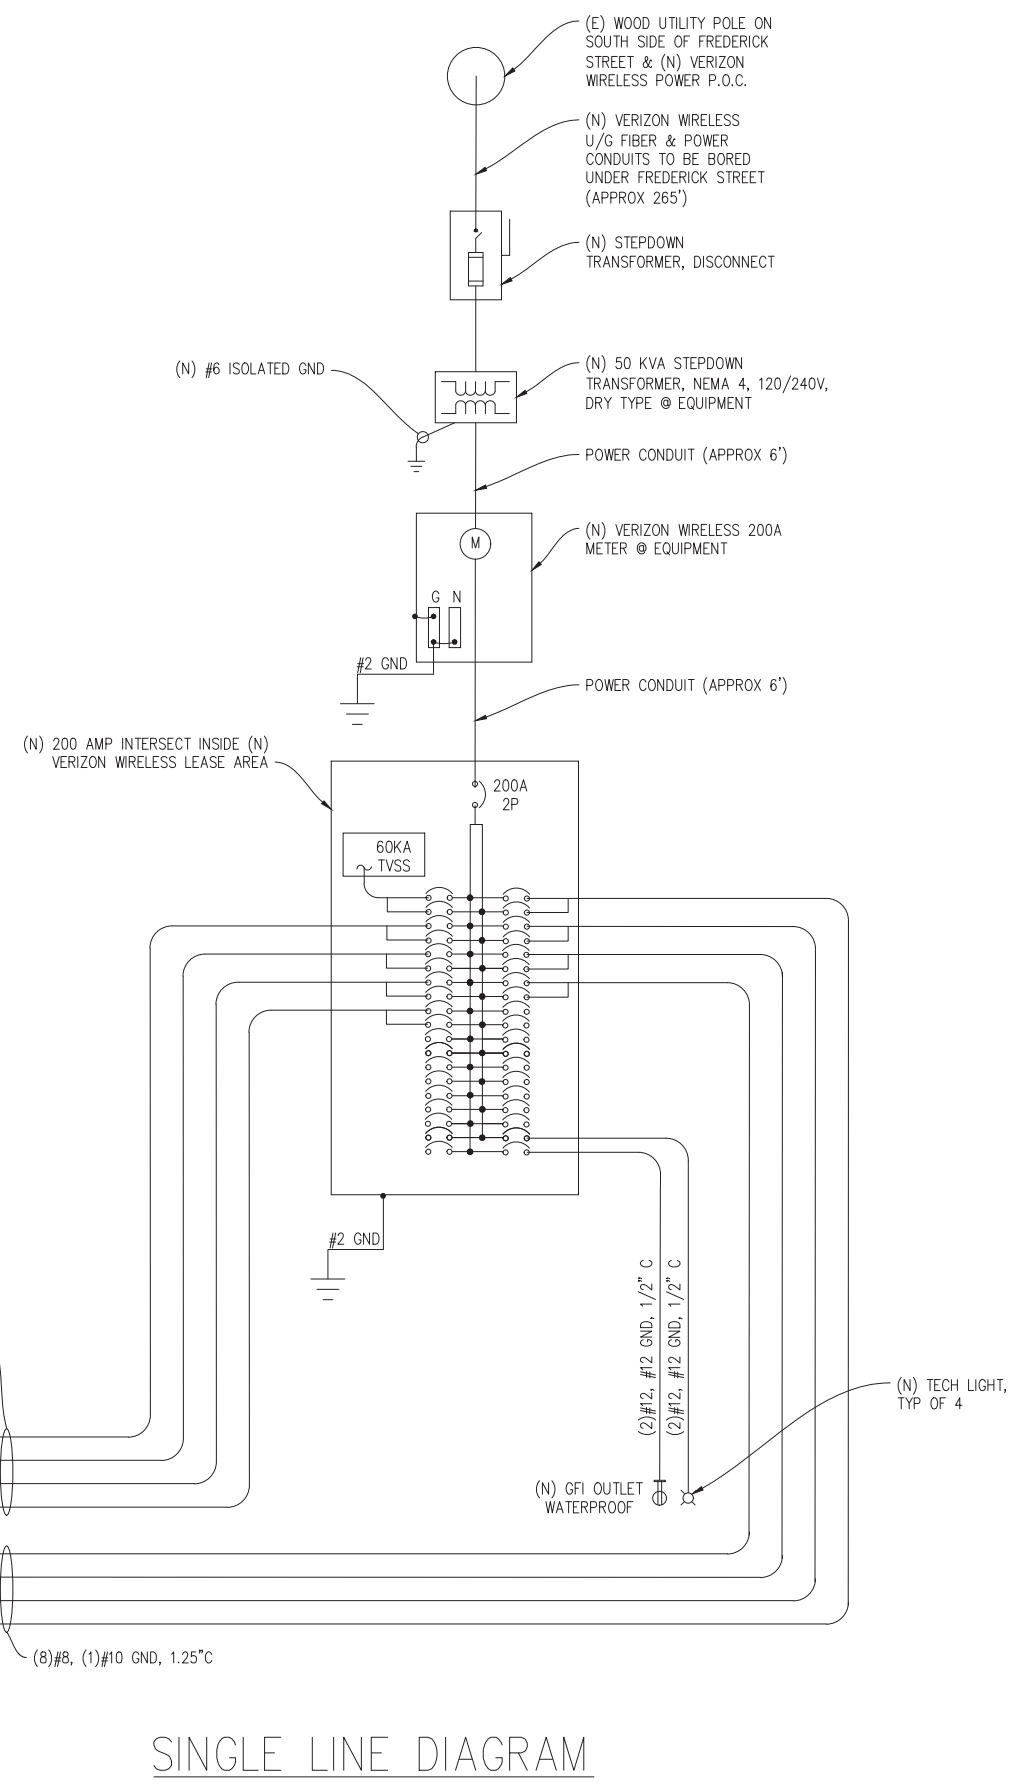 (E) WOOD UTILITY POLE ON
SOUTH SIDE OF FREDERICK
STREET & (N) VERIZON
WIRELESS POWER P.O.C.
(N) VERIZON WIRELESS
U/G FIBER & POWER
CONDUITS TO BE BORED
UNDER FREDERICK STREET
(APPROX 265')
(N) STEPDOWN
TRANSFORMER, DISCONNECT
(N) #6 ISOLATED GND
(N) 50 KVA STEPDOWN
TRANSFORMER, NEMA 4, 120/240V,
DRY TYPE @ EQUIPMENT
POWER CONDUIT (APPROX 6')
(N) VERIZON WIRELESS 200A
METER @ EQUIPMENT
M
G N
#2 GND
POWER CONDUIT (APPROX 6')
(N) 200 AMP INTERSECT INSIDE (N)
VERIZON WIRELESS LEASE AREA
200A
2P
60KA
TVSS
#2 GND
(2)#12, #12 GND, 1/2" C
(2)#12, #12 GND, 1/2" C
(N) TECH LIGHT,
TYP OF 4
(N) GFI OUTLET
WATERPROOF
(8)#8, (1)#10 GND, 1.25"C
SINGLE LINE DIAGRAM